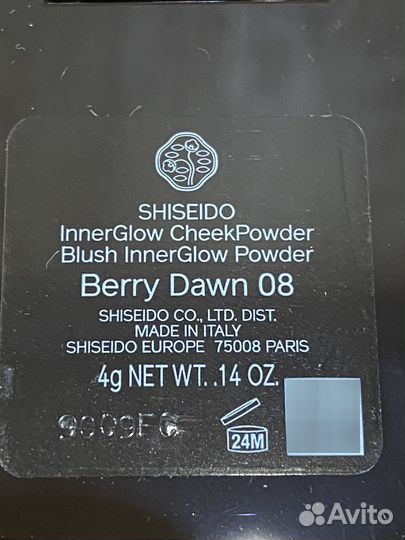 SHISEIDO
InnerGlow CheekPowder
Blush InnerGlow Powder
Berry Dawn 08
SHISEIDO CO., LTD. DIST.
MADE IN ITALY
SHISEIDO EUROPE 75008 PARIS
4g NET WT. .14 OZ.
24M
Avito